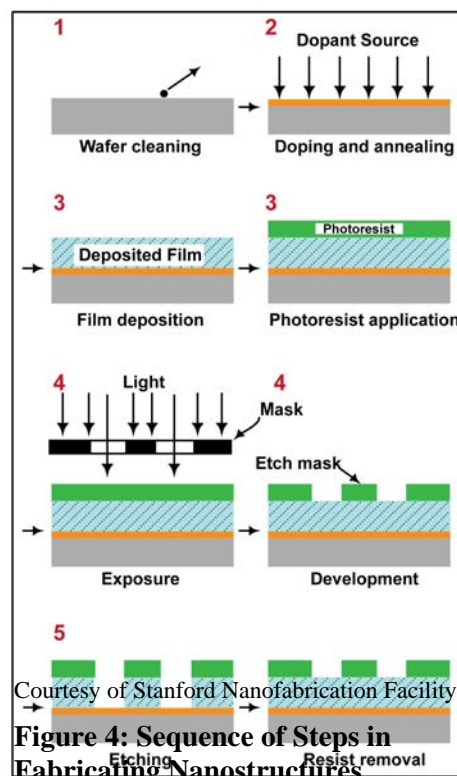 1
2
Dopant Source
Wafer cleaning
Doping and annealing
3
3
Deposited Film
Photoresist
Film deposition
Photoresist application
4
Light
4
Mask
Etch mask
Exposure
Development
5
Courtesy of Stanford Nanofabrication Facility
Figure 4: Sequence of Steps in
Etching
Resist removal
Fabricating Nanostructures